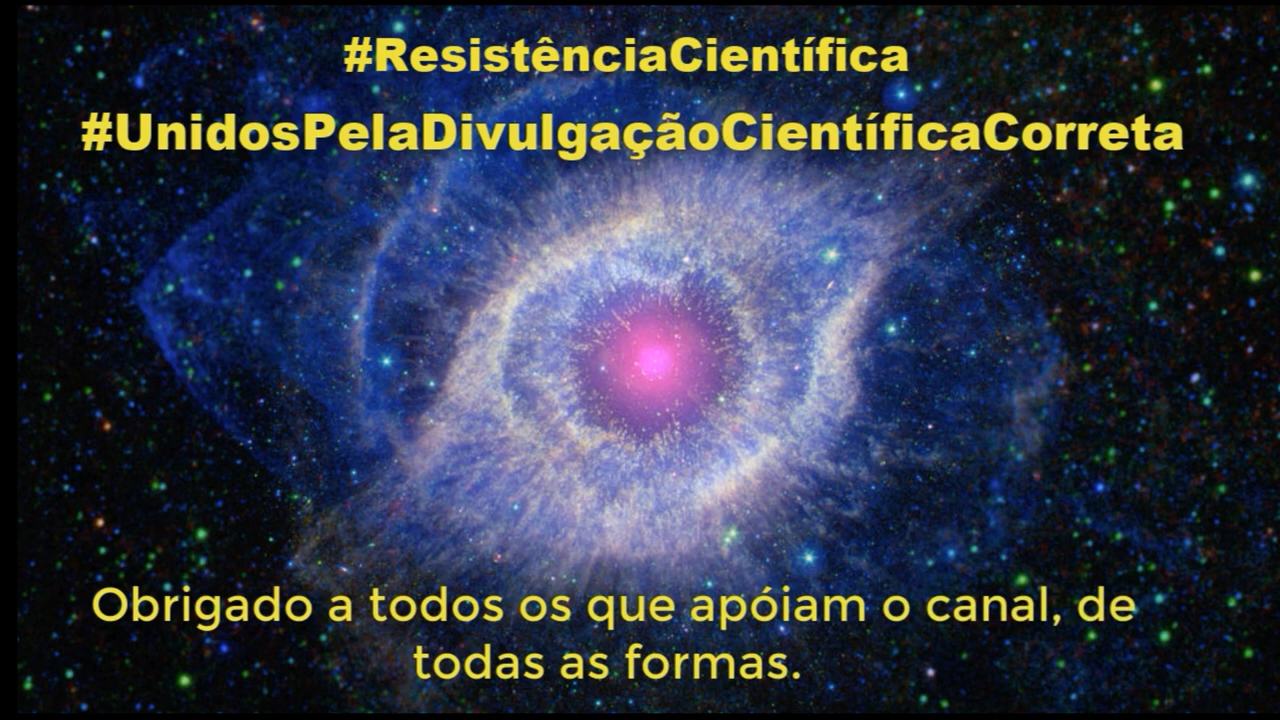 #ResistênciaCientífica
#UnidosPelaDivulgaçãoCientíficaCorreta
Obrigado a todos os que apóiam o canal, de
todas as formas.